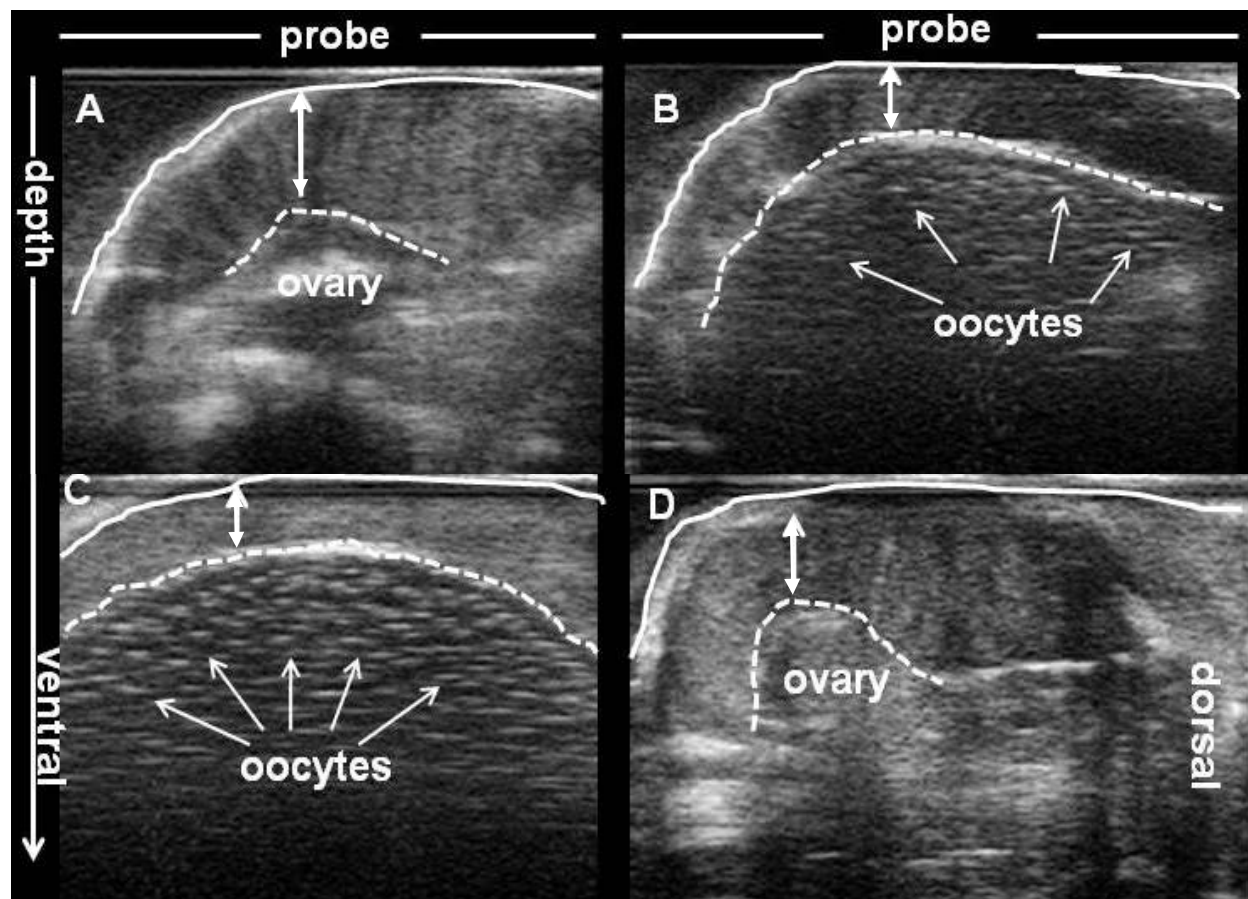 probe
probe
A
B
depth
ovary
oocytes
C
D
ventral
oocytes
ovary
dorsal